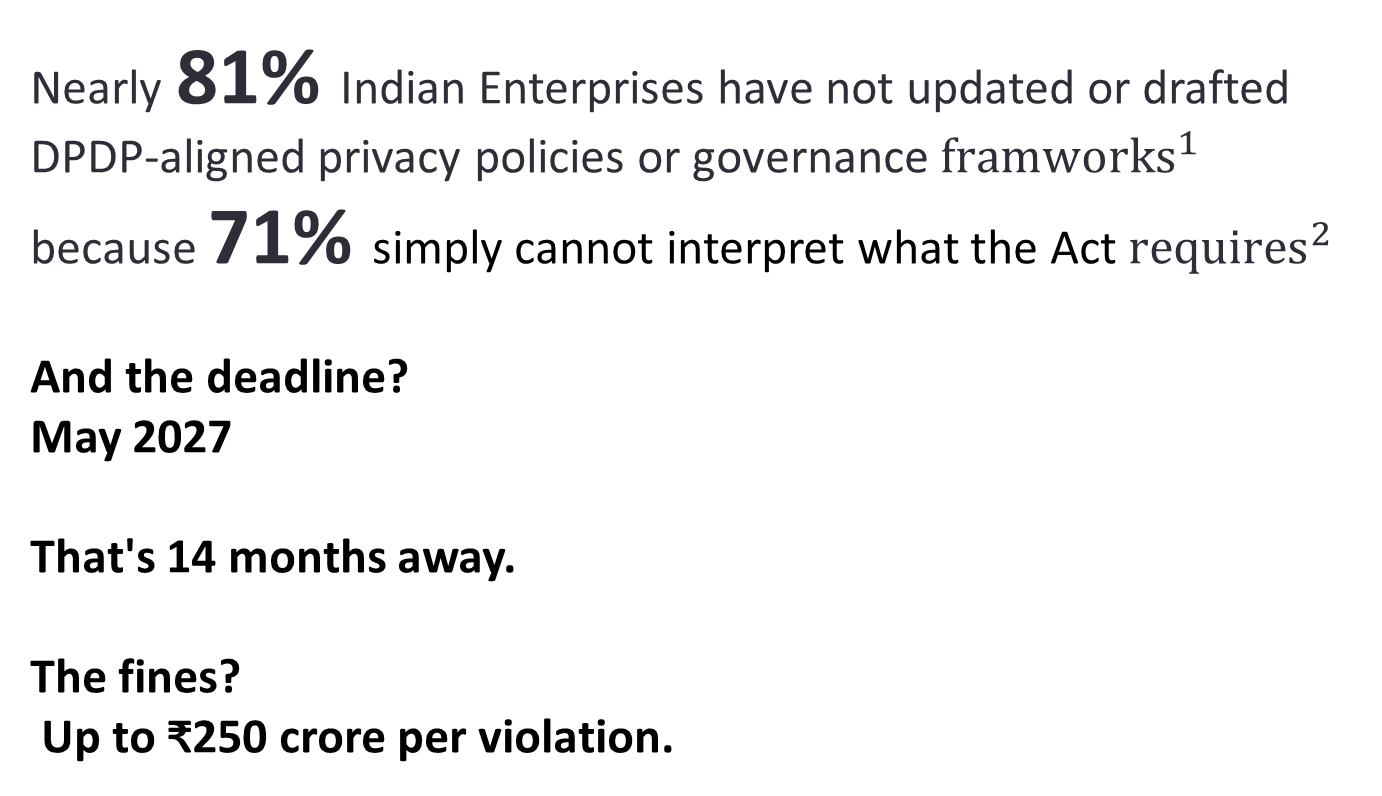 Nearly 81% Indian Enterprises have not updated or drafted
DPDP-aligned privacy policies or governance framworks¹
because 71% simply cannot interpret what the Act requires²
And the deadline?
May 2027
That's 14 months away.
The fines?
Up to ₹250 crore per violation.